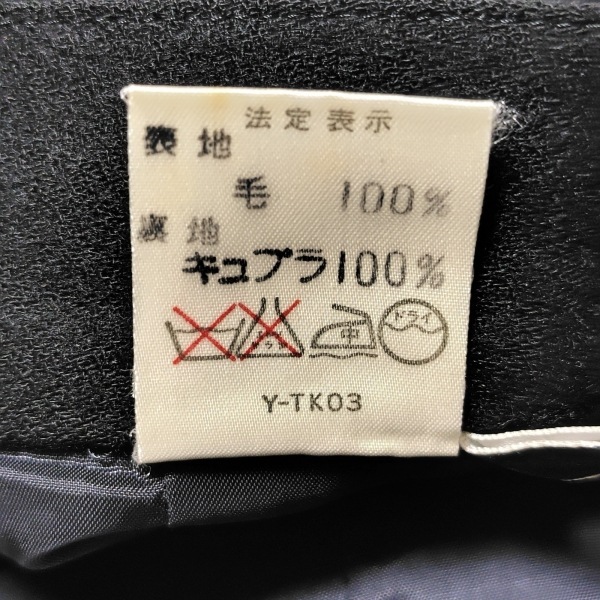 法定表示
表地
毛 100%
裏地
キュプラ100%
中 ドライ
Y-TK03